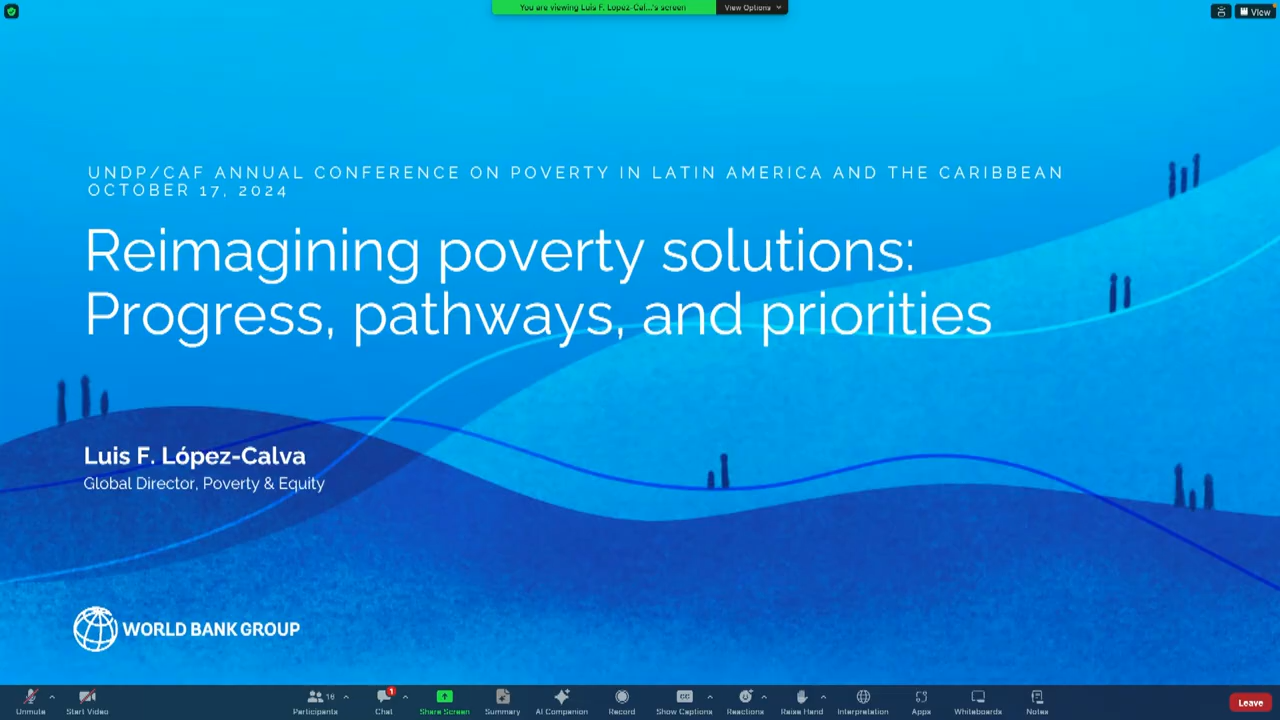 You are viewing Luis F. Lopez-Cal...'s screen
View Options
View
UNDP/CAF ANNUAL CONFERENCE ON POVERTY IN LATIN AMERICA AND THE CARIBBEAN
OCTOBER 17, 2024
Reimagining poverty solutions:
Progress, pathways, and priorities
Luis F. López-Calva
Global Director, Poverty & Equity
WORLD BANK GROUP
16
1
CC
Unmute
Start Video
Participants
Chat
Share Screen
Summary
AI Companion
Record
Show Captions
Reactions
Raise Hand
Interpretation
Apps
Whiteboards
Notes
Leave